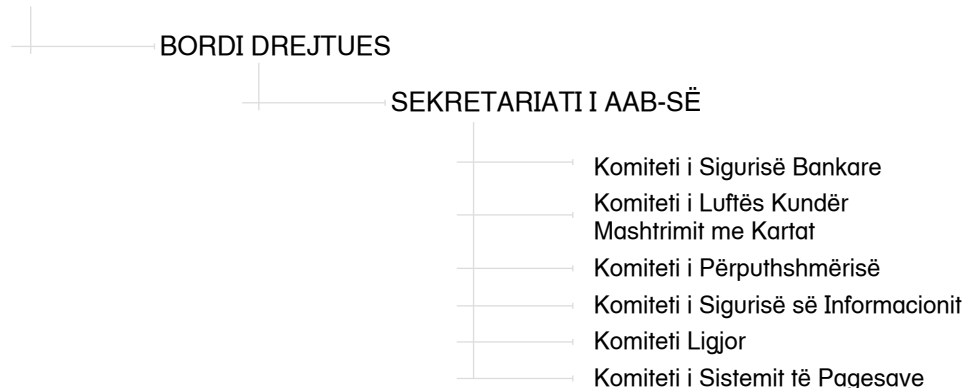 BORDI DREJTUES
SEKRETARIATI I AAB-SË
Komiteti i Sigurisë Bankare
Komiteti i Luftës Kundër
Mashtrimit me Kartat
Komiteti i Përputhshmërisë
Komiteti i Sigurisë së Informacionit
Komiteti Ligjor
Komiteti i Sistemit të Pagesave